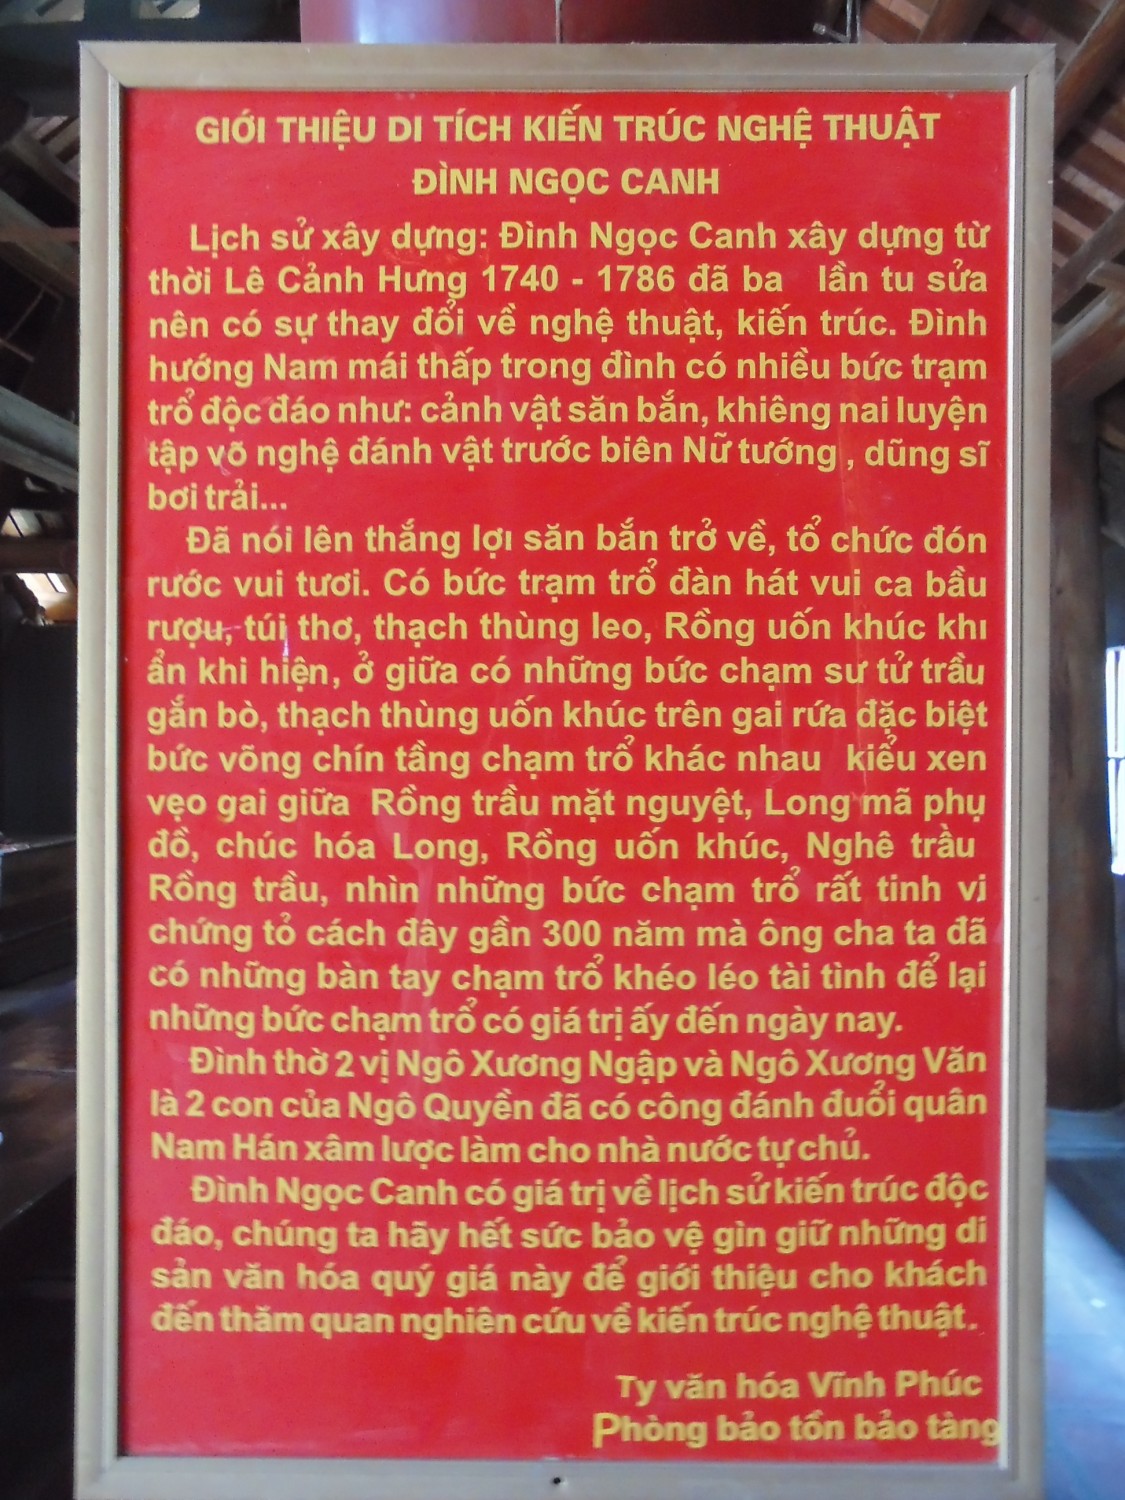 GIỚI THIỆU DI TÍCH KIẾN TRÚC NGHỆ THUẬT
ĐÌNH NGỌC CANH
Lịch sử xây dựng: Đình Ngọc Canh xây dựng từ
thời Lê Cảnh Hưng 1740 - 1786 đã ba lần tu sửa
nên có sự thay đổi về nghệ thuật, kiến trúc. Đình
hướng Nam mái thấp trong đình có nhiều bức trạm
trổ độc đáo như: cảnh vật săn bắn, khiêng nai luyện
tập võ nghệ đánh vật trước biên Nữ tướng , dũng sĩ
bơi trải...
Đã nói lên thắng lợi săn bắn trở về, tổ chức đón
rước vui tươi. Có bức trạm trổ đàn hát vui ca bầu
rượu, túi thơ, thạch thùng leo, Rồng uốn khúc khi
ẩn khi hiện, ở giữa có những bức chạm sư tử trầu
gắn bò, thạch thùng uốn khúc trên gai rứa đặc biệt
bức võng chín tầng chạm trổ khác nhau kiểu xen
vẹo gai giữa Rồng trầu mặt nguyệt, Long mã phụ
đồ, chúc hóa Long, Rồng uốn khúc, Nghê trầu
Rồng trầu, nhìn những bức chạm trổ rất tinh vi
chứng tỏ cách đây gần 300 năm mà ông cha ta đã
có những bàn tay chạm trổ khéo léo tài tình để lại
những bức chạm trổ có giá trị ấy đến ngày nay.
Đình thờ 2 vị Ngô Xương Ngập và Ngô Xương Văn
là 2 con của Ngô Quyền đã có công đánh đuổi quân
Nam Hán xâm lược làm cho nhà nước tự chủ.
Đình Ngọc Canh có giá trị về lịch sử kiến trúc độc
đáo, chúng ta hãy hết sức bảo vệ gìn giữ những di
sản văn hóa quý giá này để giới thiệu cho khách
đến thăm quan nghiên cứu về kiến trúc nghệ thuật.
Ty văn hóa Vĩnh Phúc
Phòng bảo tồn bảo tàng